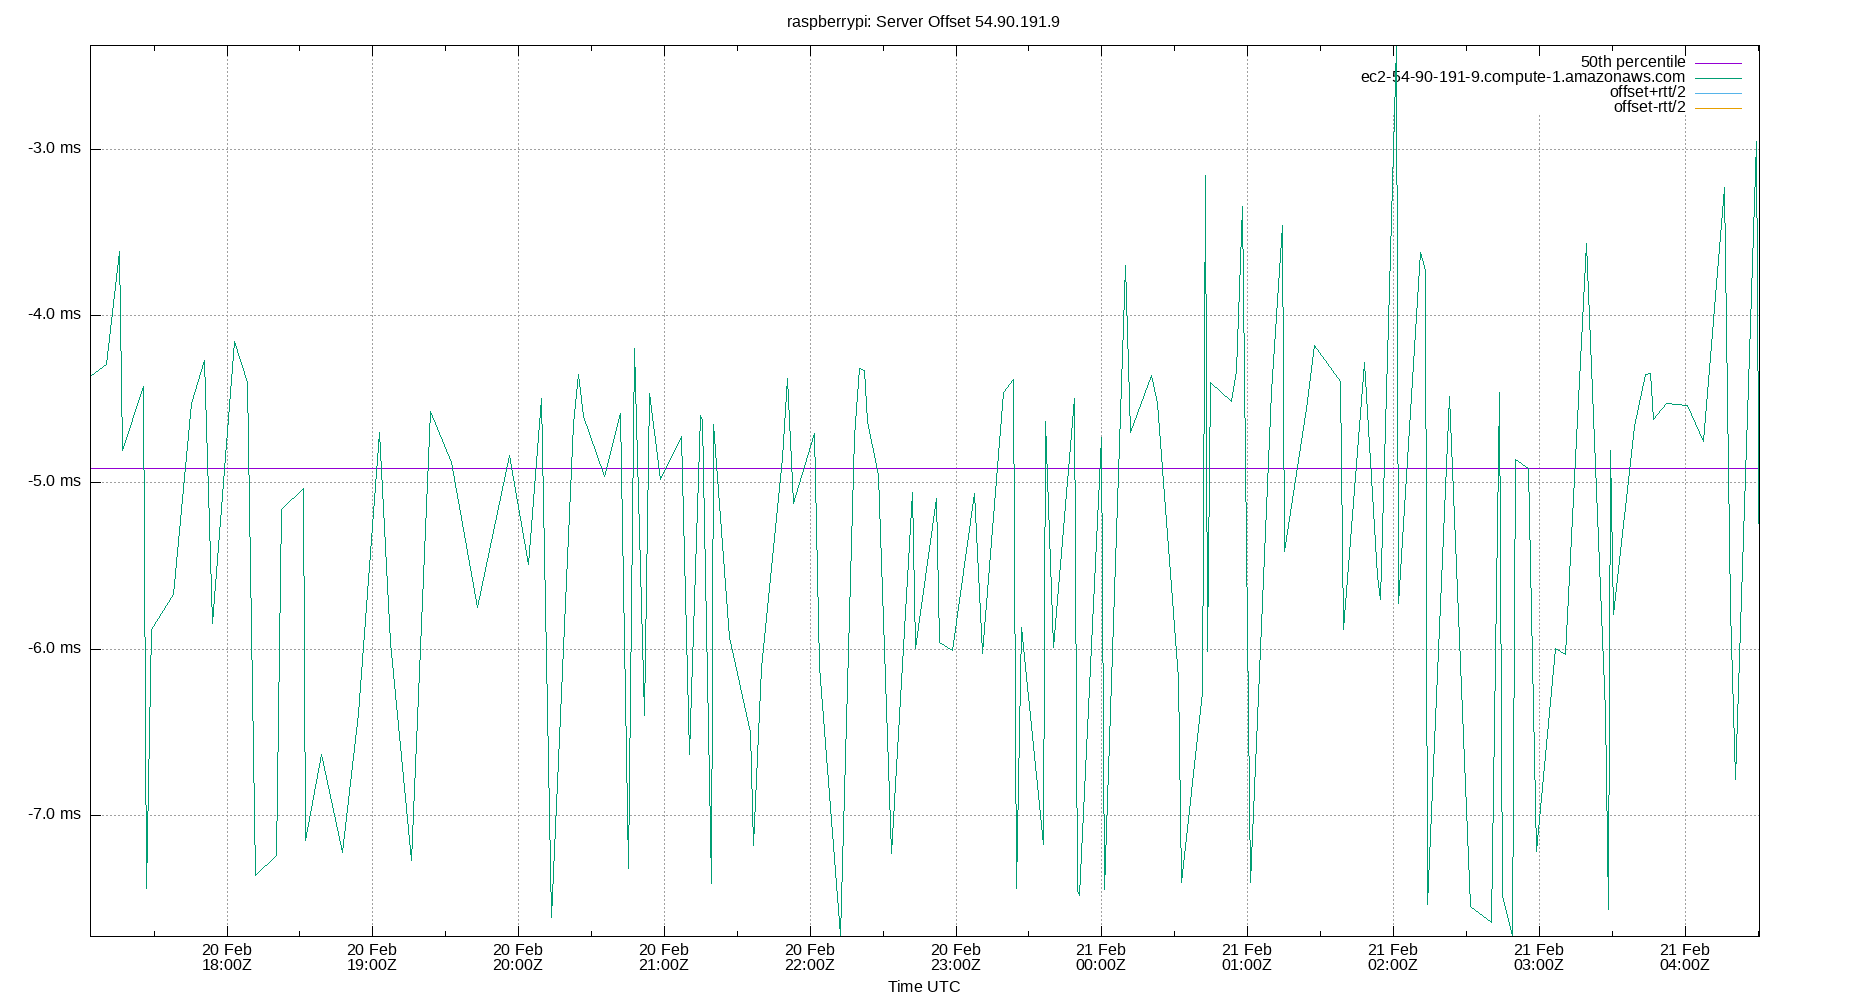 raspberrypi: Server Offset 54.90.191.9
50th percentile
ec2-54-90-191-9.compute-1.amazonaws.com
offset+rtt/2
offset-rtt/2
-3.0 ms
-4.0 ms
-5.0 ms
-6.0 ms
-7.0 ms
20 Feb 20 Feb 20 Feb 20 Feb 20 Feb 20 Feb 21 Feb 21 Feb 21 Feb 21 Feb 21 Feb
18:00Z 19:00Z 20:00Z 21:00Z 22:00Z 23:00Z 00:00Z 01:00Z 02:00Z 03:00Z 04:00Z
Time UTC